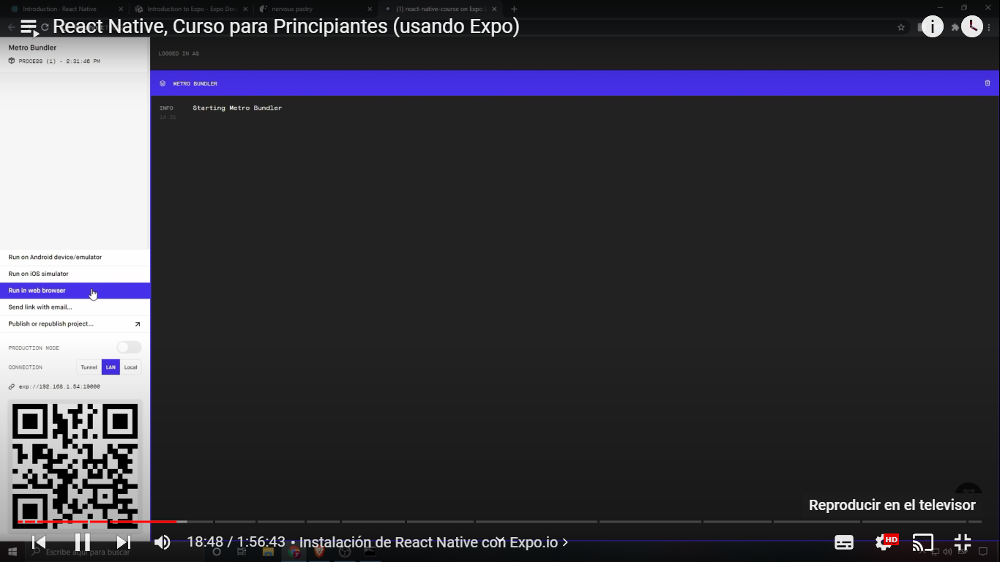 Introduction · React Native
Introduction to Expo - Expo Doc
nervous pastry
(1) react-native-course on Expo
React Native, Curso para Principiantes (usando Expo)
Metro Bundler
PROCESS (1) - 2:31:46 PM
LOGGED IN AS
METRO BUNDLER
INFO Starting Metro Bundler
14:31
Run on Android device/emulator
Run on iOS simulator
Run in web browser
Send link with email...
Publish or republish project...
PRODUCTION MODE
CONNECTION Tunnel LAN Local
exp://192.168.1.54:19000
Reproducir en el televisor
18:48 / 1:56:43 • Instalación de React Native con Expo.io
HD
Escribe aquí para buscar
ESP